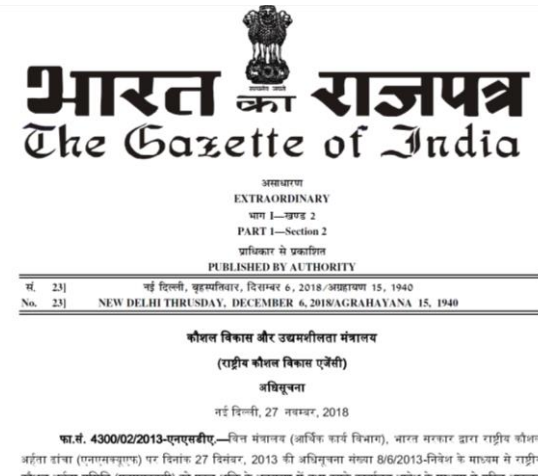 भारत का राजपत्र
The Gazette of India
असाधारण
EXTRAORDINARY
भाग I—खण्ड 2
PART 1—Section 2
प्राधिकार से प्रकाशित
PUBLISHED BY AUTHORITY
सं. 23] नई दिल्ली, बृहस्पतिवार, दिसम्बर 6, 2018/अग्रहायण 15, 1940
No. 23] NEW DELHI THRUSDAY, DECEMBER 6, 2018/AGRAHAYANA 15, 1940
कौशल विकास और उद्यमशीलता मंत्रालय
(राष्ट्रीय कौशल विकास एजेंसी)
अधिसूचना
नई दिल्ली, 27 नवम्बर, 2018
फा.सं. 4300/02/2013-एनएसडीए.—वित्त मंत्रालय (आर्थिक कार्य विभाग), भारत सरकार द्वारा राष्ट्रीय कौशल
अर्हता ढांचा (एनएसक्यूएफ) पर दिनांक 27 दिसंबर, 2013 की अधिसूचना संख्या 8/6/2013-निवेश के माध्यम से